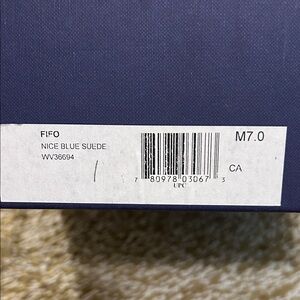 FIFO
NICE BLUE SUEDE
WV36694
M7.0
CA
7 80978 03067 3
UPC